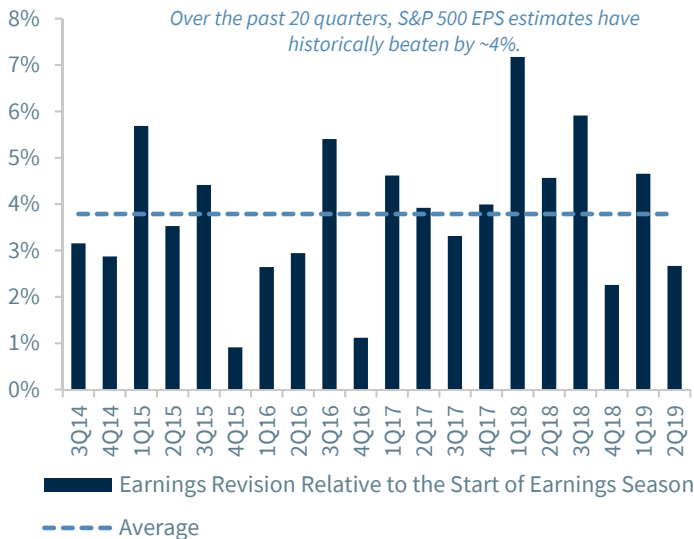 8%
Over the past 20 quarters, S&P 500 EPS estimates have
historically beaten by ~4%.
7%
6%
5%
4%
3%
2%
1%
0%
3Q14
4Q14
1Q15
2Q15
3Q15
4Q15
1Q16
2Q16
3Q16
4Q16
1Q17
2Q17
3Q17
4Q17
1Q18
2Q18
3Q18
4Q18
1Q19
2Q19
Earnings Revision Relative to the Start of Earnings Season
Average